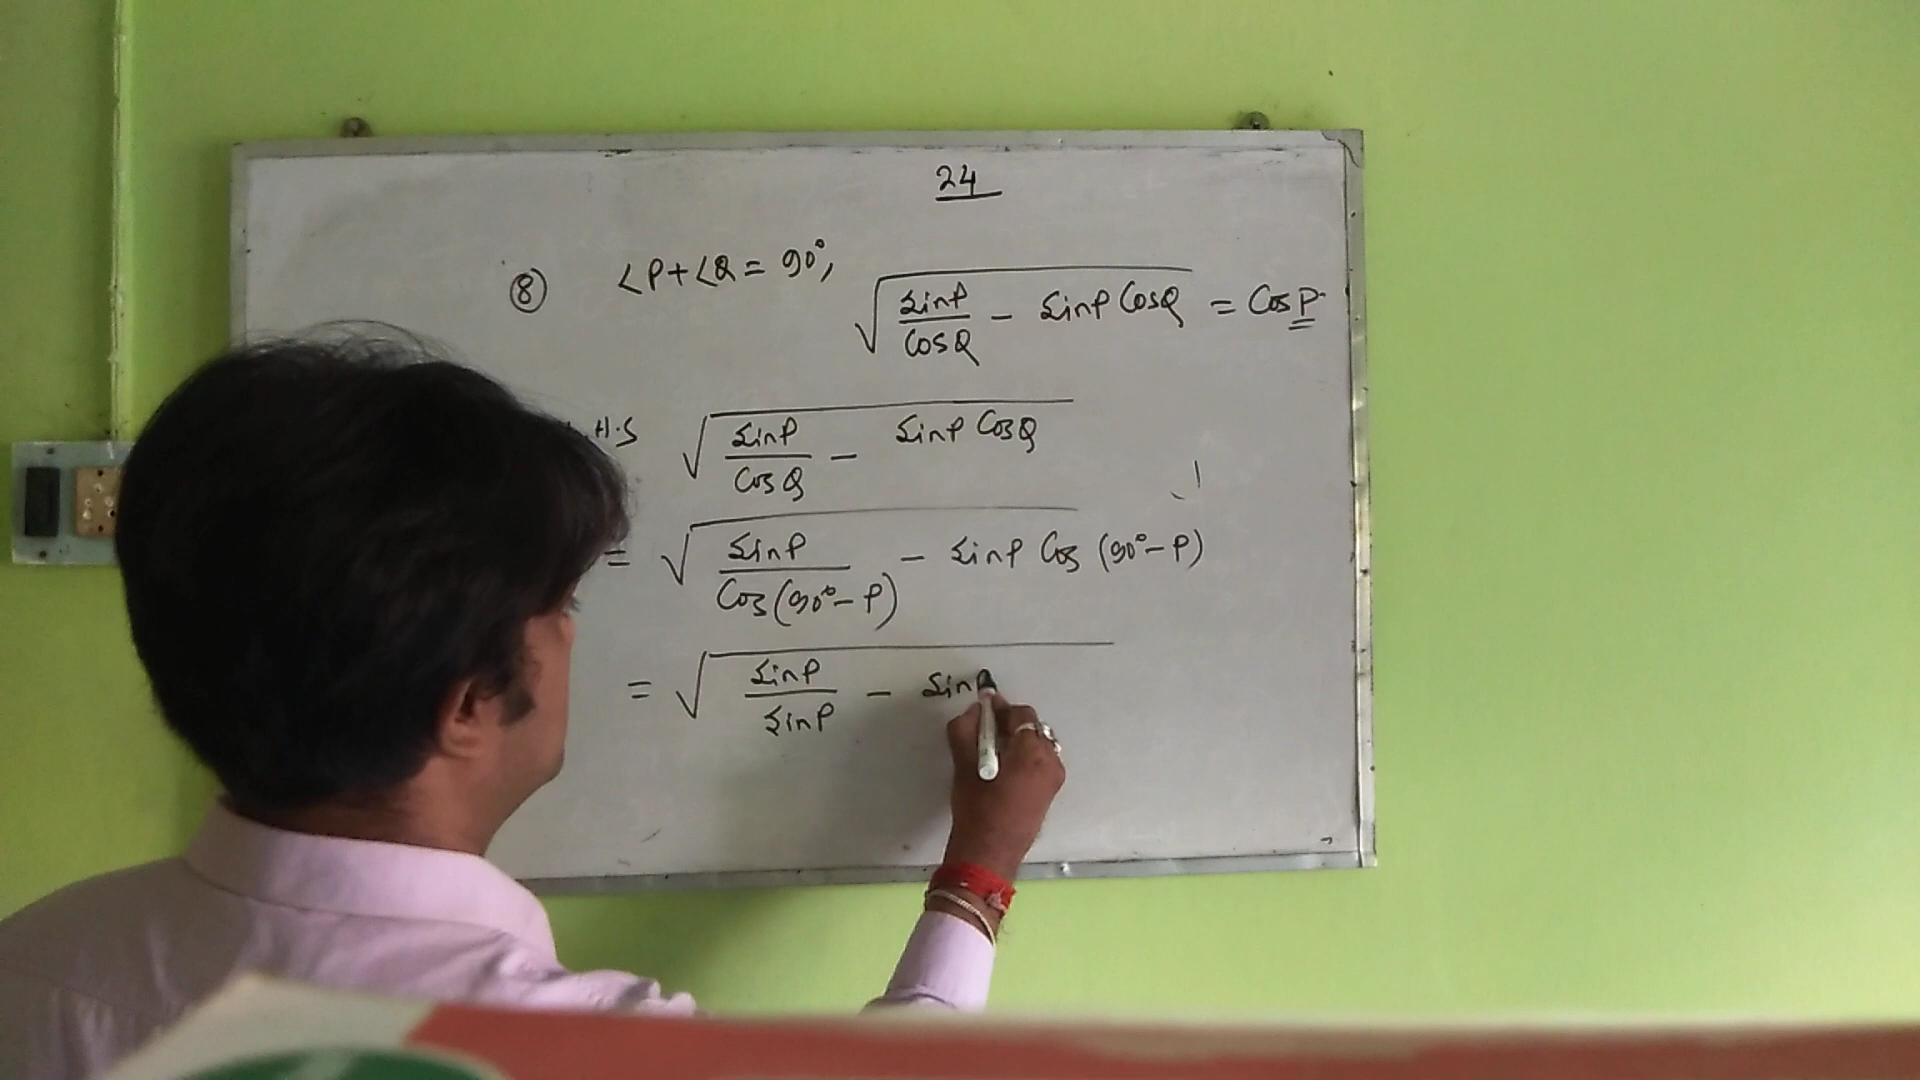 24
⑧ ∠P+∠Q = 90°, √(SinP/CosQ − SinP CosQ) = CosP
.H.S √(SinP/CosQ − SinP CosQ)
= √(SinP/Cos(90°−P) − SinP Cos(90°−P))
= √(SinP/SinP − SinP